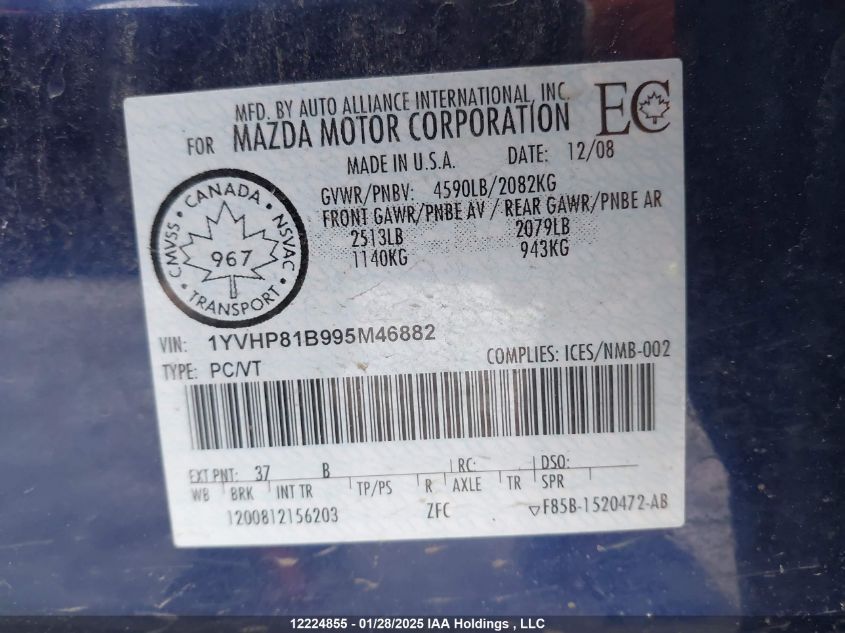 MFD. BY AUTO ALLIANCE INTERNATIONAL, INC.
FOR MAZDA MOTOR CORPORATION EC
MADE IN U.S.A. DATE: 12/08
GVWR/PNBV: 4590LB/2082KG
FRONT GAWR/PNBE AV / REAR GAWR/PNBE AR
2513LB 2079LB
1140KG 943KG
CMVSS • CANADA • NSVAC • TRANSPORT •
967
VIN: 1YVHP81B995M46882
TYPE: PC/VT COMPLIES: ICES/NMB-002
EXT PNT: 37 B RC: DSO:
WB BRK INT TR TP/PS R AXLE TR SPR
1200812156203 ZFC ▽F85B-1520472-AB
12224855 - 01/28/2025 IAA Holdings , LLC